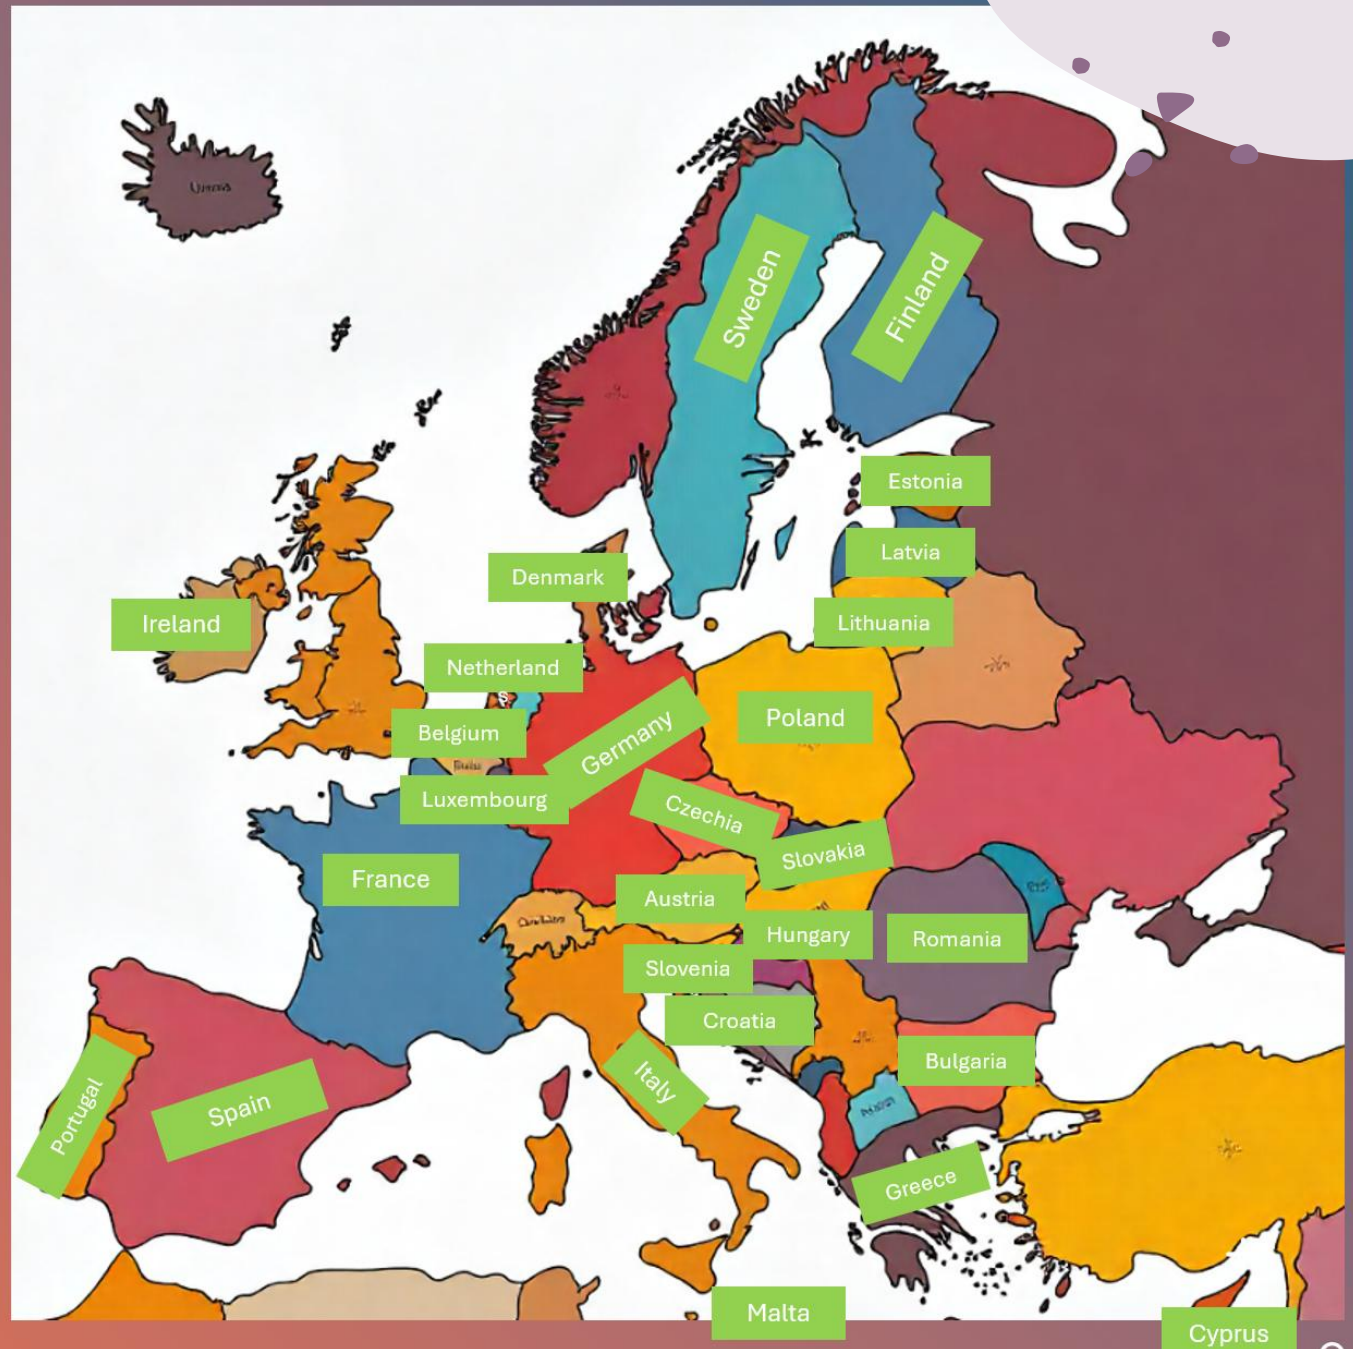 Sweden
Finland
Estonia
Latvia
Denmark
Ireland
Lithuania
Netherland
s
Belgium
Poland
Germany
Luxembourg
Czechia
Slovakia
France
Austria
Hungary
Romania
Slovenia
Croatia
Bulgaria
Italy
Portugal
Spain
Greece
Malta
Cyprus